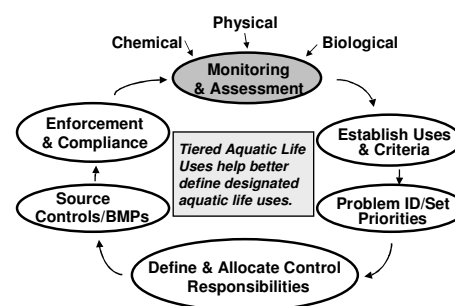 Physical
Chemical
Biological
Monitoring
& Assessment
Establish Uses
& Criteria
Problem ID/Set
Priorities
Define & Allocate Control
Responsibilities
Source
Controls/BMPs
Enforcement
& Compliance
Tiered Aquatic Life
Uses help better
define designated
aquatic life uses.